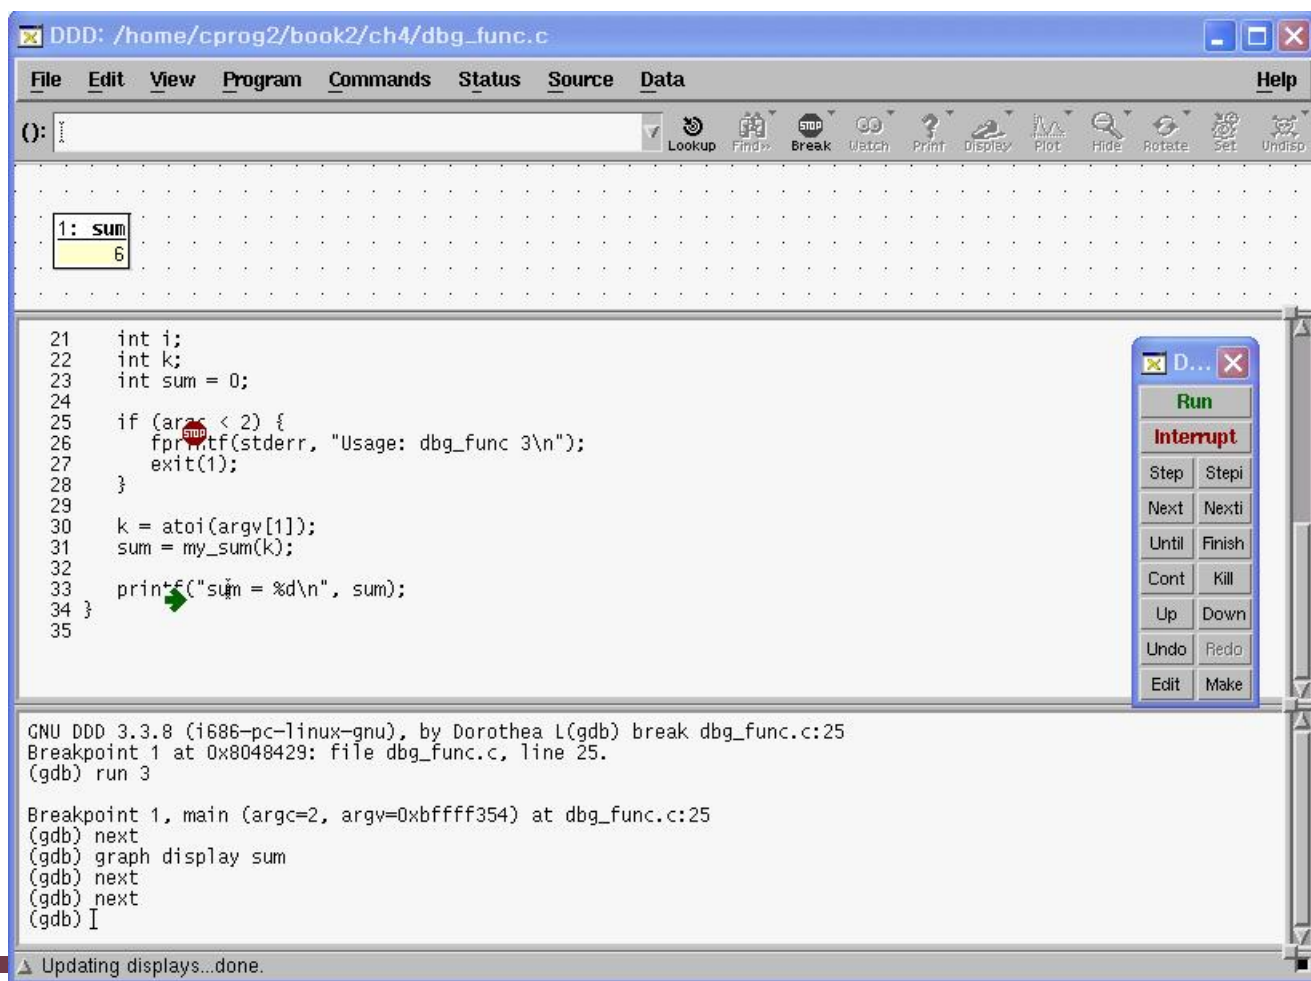 DDD: /home/cprog2/book2/ch4/dbg_func.c
File Edit View Program Commands Status Source Data Help
():
Lookup Find» Break Watch Print Display Plot Hide Rotate Set Undisp
1: sum
6
21 int i;
22 int k;
23 int sum = 0;
24
25 if (argc < 2) {
26 fprintf(stderr, "Usage: dbg_func 3\n");
27 exit(1);
28 }
29
30 k = atoi(argv[1]);
31 sum = my_sum(k);
32
33 printf("sum = %d\n", sum);
34 }
35
D...
Run
Interrupt
Step Stepi
Next Nexti
Until Finish
Cont Kill
Up Down
Undo Redo
Edit Make
GNU DDD 3.3.8 (i686-pc-linux-gnu), by Dorothea L(gdb) break dbg_func.c:25
Breakpoint 1 at 0x8048429: file dbg_func.c, line 25.
(gdb) run 3
Breakpoint 1, main (argc=2, argv=0xbffff354) at dbg_func.c:25
(gdb) next
(gdb) graph display sum
(gdb) next
(gdb) next
(gdb)
Updating displays...done.